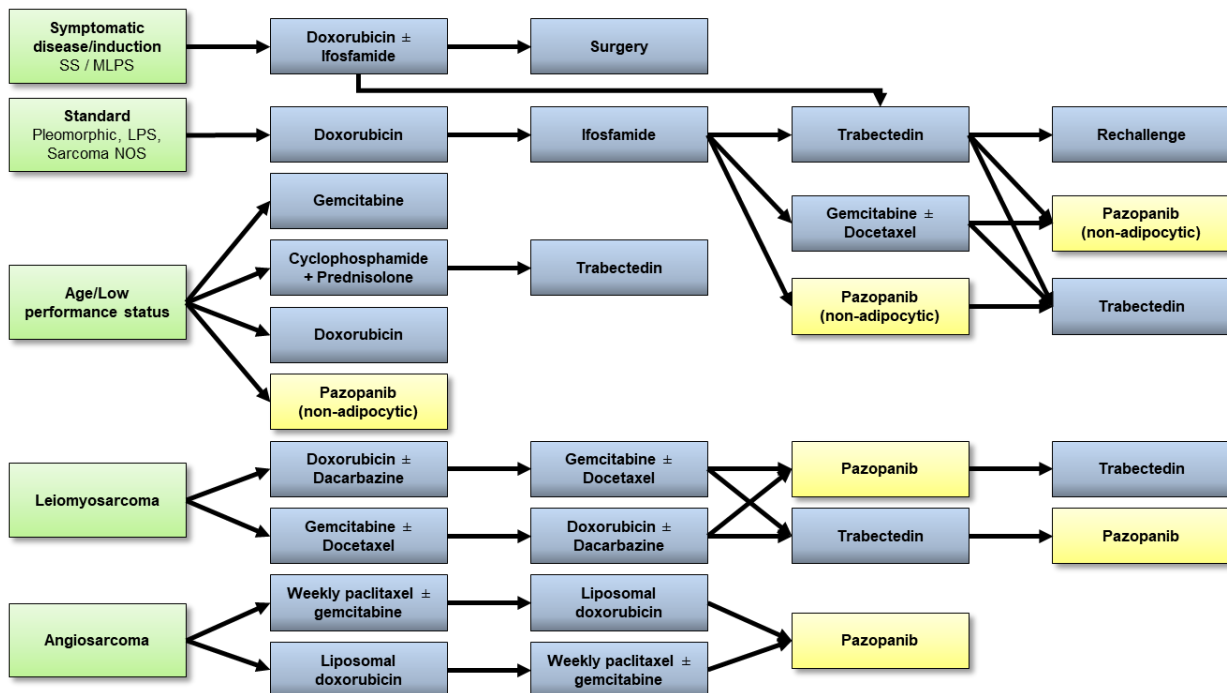 Symptomatic
disease/induction
SS / MLPS
Doxorubicin ±
Ifosfamide
Surgery
Standard
Pleomorphic, LPS,
Sarcoma NOS
Doxorubicin
Ifosfamide
Trabectedin
Rechallenge
Gemcitabine
Gemcitabine ±
Docetaxel
Pazopanib
(non-adipocytic)
Age/Low
performance status
Cyclophosphamide
+ Prednisolone
Trabectedin
Pazopanib
(non-adipocytic)
Trabectedin
Doxorubicin
Pazopanib
(non-adipocytic)
Leiomyosarcoma
Doxorubicin ±
Dacarbazine
Gemcitabine ±
Docetaxel
Pazopanib
Trabectedin
Gemcitabine ±
Docetaxel
Doxorubicin ±
Dacarbazine
Trabectedin
Pazopanib
Angiosarcoma
Weekly paclitaxel ±
gemcitabine
Liposomal
doxorubicin
Pazopanib
Liposomal
doxorubicin
Weekly paclitaxel ±
gemcitabine